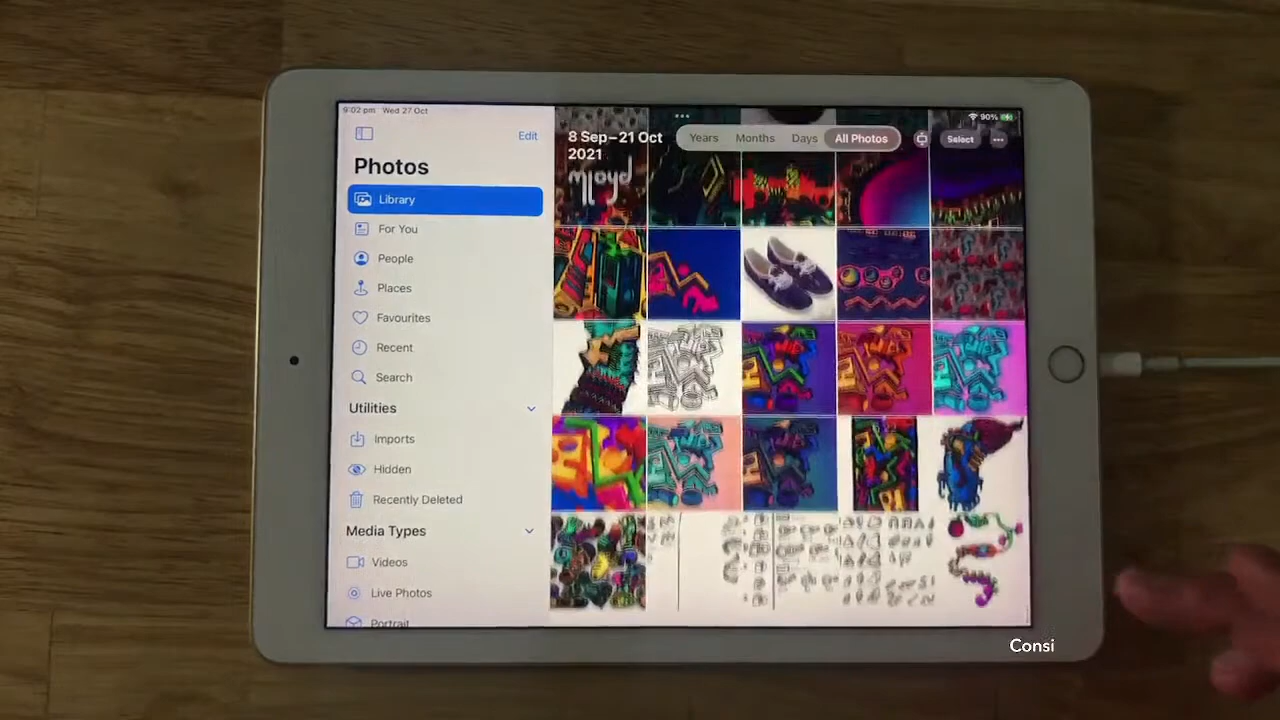 9:02 pm Wed 27 Oct
90%
Edit
Photos
Library
For You
People
Places
Favourites
Recent
Search
Utilities
Imports
Hidden
Recently Deleted
Media Types
Videos
Live Photos
Portrait
8 Sep–21 Oct
2021
Years Months Days All Photos
Select
mlloyd
Consi